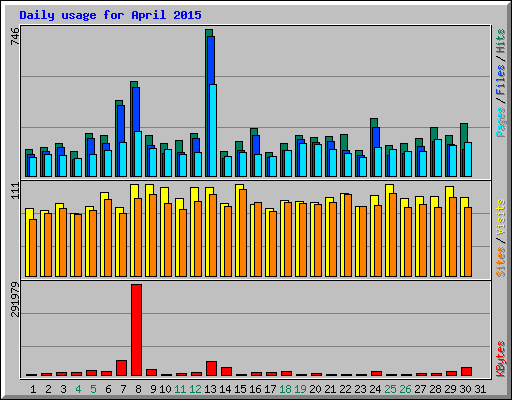 Daily usage for April 2015
746
Pages / Files / Hits
111
Sites / Visits
291979
KBytes
1 2 3 4 5 6 7 8 9 10 11 12 13 14 15 16 17 18 19 20 21 22 23 24 25 26 27 28 29 30 31